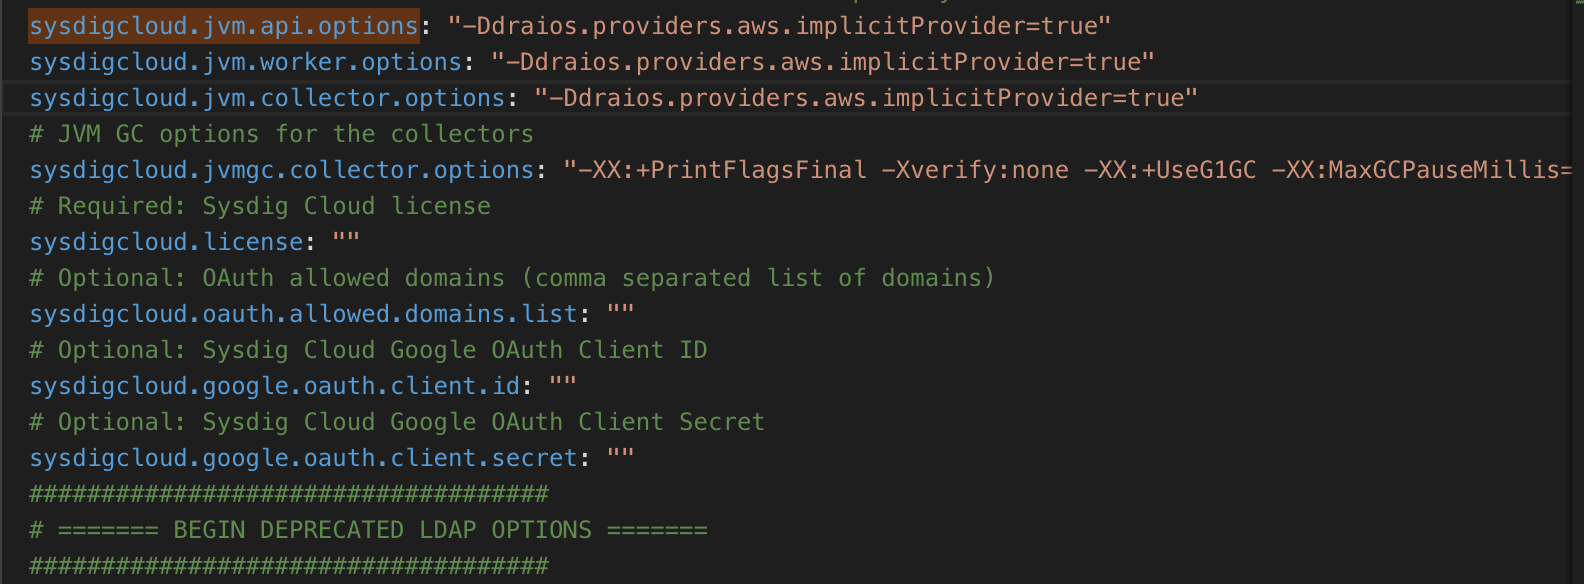 sysdigcloud.jvm.api.options: "-Ddraios.providers.aws.implicitProvider=true"
sysdigcloud.jvm.worker.options: "-Ddraios.providers.aws.implicitProvider=true"
sysdigcloud.jvm.collector.options: "-Ddraios.providers.aws.implicitProvider=true"
# JVM GC options for the collectors
sysdigcloud.jvmgc.collector.options: "-XX:+PrintFlagsFinal -Xverify:none -XX:+UseG1GC -XX:MaxGCPauseMillis=
# Required: Sysdig Cloud license
sysdigcloud.license: ""
# Optional: OAuth allowed domains (comma separated list of domains)
sysdigcloud.oauth.allowed.domains.list: ""
# Optional: Sysdig Cloud Google OAuth Client ID
sysdigcloud.google.oauth.client.id: ""
# Optional: Sysdig Cloud Google OAuth Client Secret
sysdigcloud.google.oauth.client.secret: ""
####################################
# ======= BEGIN DEPRECATED LDAP OPTIONS =======
####################################